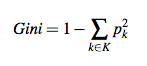 Gini = 1 − ∑_{k∈K} p_k^2